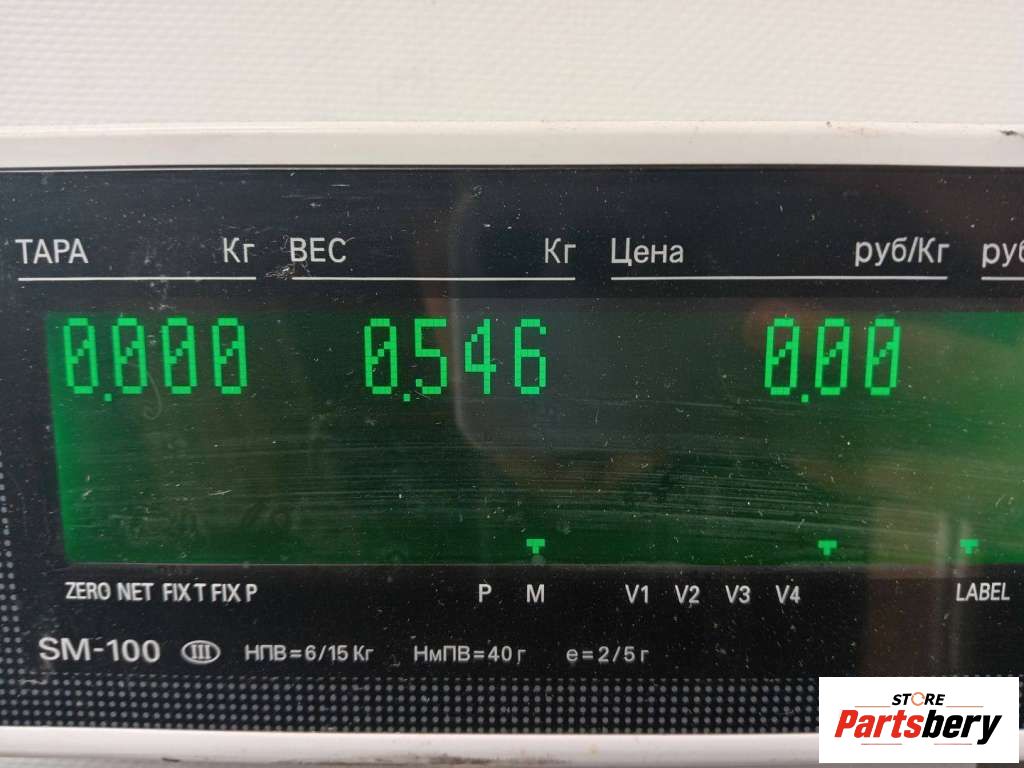 ТАРА Кг ВЕС Кг Цена руб/Кг руб
0.000 0.546 0.00
ZERO NET FIX T FIX P P M V1 V2 V3 V4 LABEL
SM-100 III НПВ=6/15 Кг НмПВ=40 г e=2/5 г
STORE
Partsbery